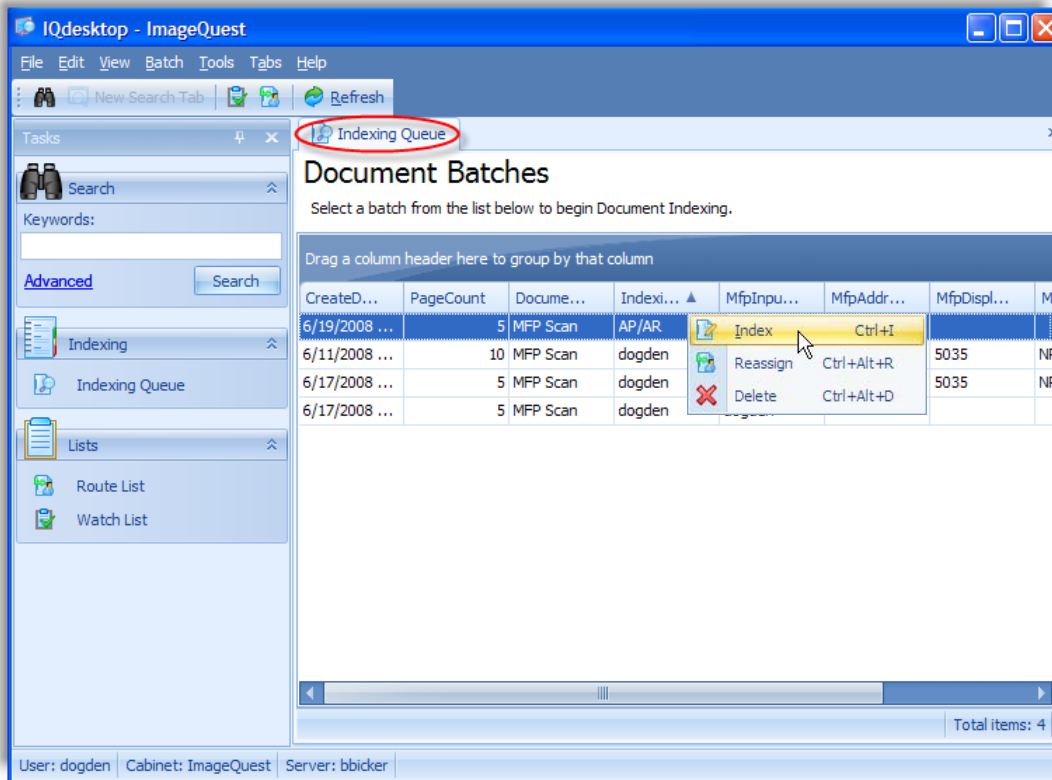 IQdesktop - ImageQuest
File Edit View Batch Tools Tabs Help
New Search Tab Refresh
Tasks
Search
Keywords:
Advanced Search
Indexing
Indexing Queue
Lists
Route List
Watch List
Indexing Queue
Document Batches
Select a batch from the list below to begin Document Indexing.
Drag a column header here to group by that column
CreateD... PageCount Docume... Indexi... MfpInpu... MfpAddr... MfpDispl... M
6/19/2008 ... 5 MFP Scan AP/AR
6/11/2008 ... 10 MFP Scan dogden 5035
6/17/2008 ... 5 MFP Scan dogden 5035
6/17/2008 ... 5 MFP Scan dogden
Index Ctrl+I
Reassign Ctrl+Alt+R
Delete Ctrl+Alt+D
Total items: 4
User: dogden Cabinet: ImageQuest Server: bbicker